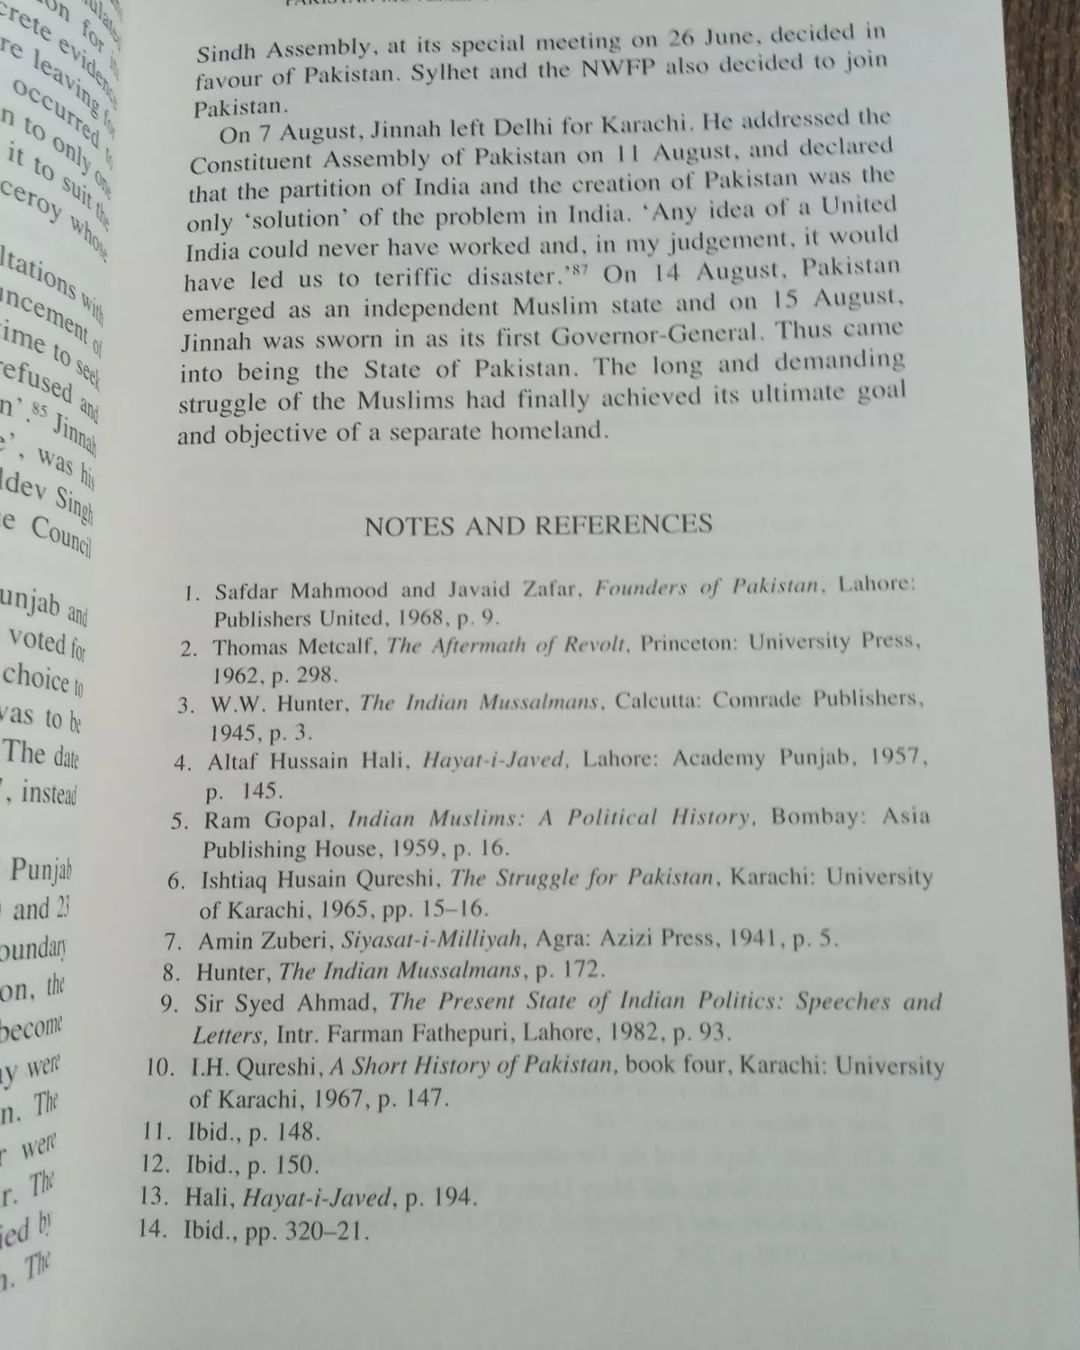 PAKISTAN MOVEMENT
Sindh Assembly, at its special meeting on 26 June, decided in
favour of Pakistan. Sylhet and the NWFP also decided to join
Pakistan.
On 7 August, Jinnah left Delhi for Karachi. He addressed the
Constituent Assembly of Pakistan on 11 August, and declared
that the partition of India and the creation of Pakistan was the
only ‘solution’ of the problem in India. ‘Any idea of a United
India could never have worked and, in my judgement, it would
have led us to teriffic disaster.’87 On 14 August, Pakistan
emerged as an independent Muslim state and on 15 August,
Jinnah was sworn in as its first Governor-General. Thus came
into being the State of Pakistan. The long and demanding
struggle of the Muslims had finally achieved its ultimate goal
and objective of a separate homeland.
NOTES AND REFERENCES
1. Safdar Mahmood and Javaid Zafar, Founders of Pakistan, Lahore:
Publishers United, 1968, p. 9.
2. Thomas Metcalf, The Aftermath of Revolt, Princeton: University Press,
1962, p. 298.
3. W.W. Hunter, The Indian Mussalmans, Calcutta: Comrade Publishers,
1945, p. 3.
4. Altaf Hussain Hali, Hayat-i-Javed, Lahore: Academy Punjab, 1957,
p. 145.
5. Ram Gopal, Indian Muslims: A Political History, Bombay: Asia
Publishing House, 1959, p. 16.
6. Ishtiaq Husain Qureshi, The Struggle for Pakistan, Karachi: University
of Karachi, 1965, pp. 15–16.
7. Amin Zuberi, Siyasat-i-Milliyah, Agra: Azizi Press, 1941, p. 5.
8. Hunter, The Indian Mussalmans, p. 172.
9. Sir Syed Ahmad, The Present State of Indian Politics: Speeches and
Letters, Intr. Farman Fathepuri, Lahore, 1982, p. 93.
10. I.H. Qureshi, A Short History of Pakistan, book four, Karachi: University
of Karachi, 1967, p. 147.
11. Ibid., p. 148.
12. Ibid., p. 150.
13. Hali, Hayat-i-Javed, p. 194.
14. Ibid., pp. 320–21.